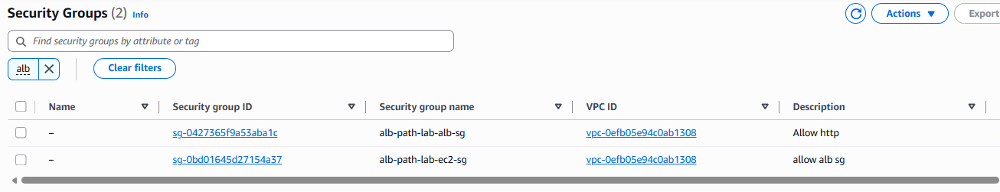 Security Groups (2) Info
Actions
Export
Find security groups by attribute or tag
alb
Clear filters
Name Security group ID Security group name VPC ID Description
– sg-0427365f9a53aba1c alb-path-lab-alb-sg vpc-0efb05e94c0ab1308 Allow http
– sg-0bd01645d27154a37 alb-path-lab-ec2-sg vpc-0efb05e94c0ab1308 allow alb sg